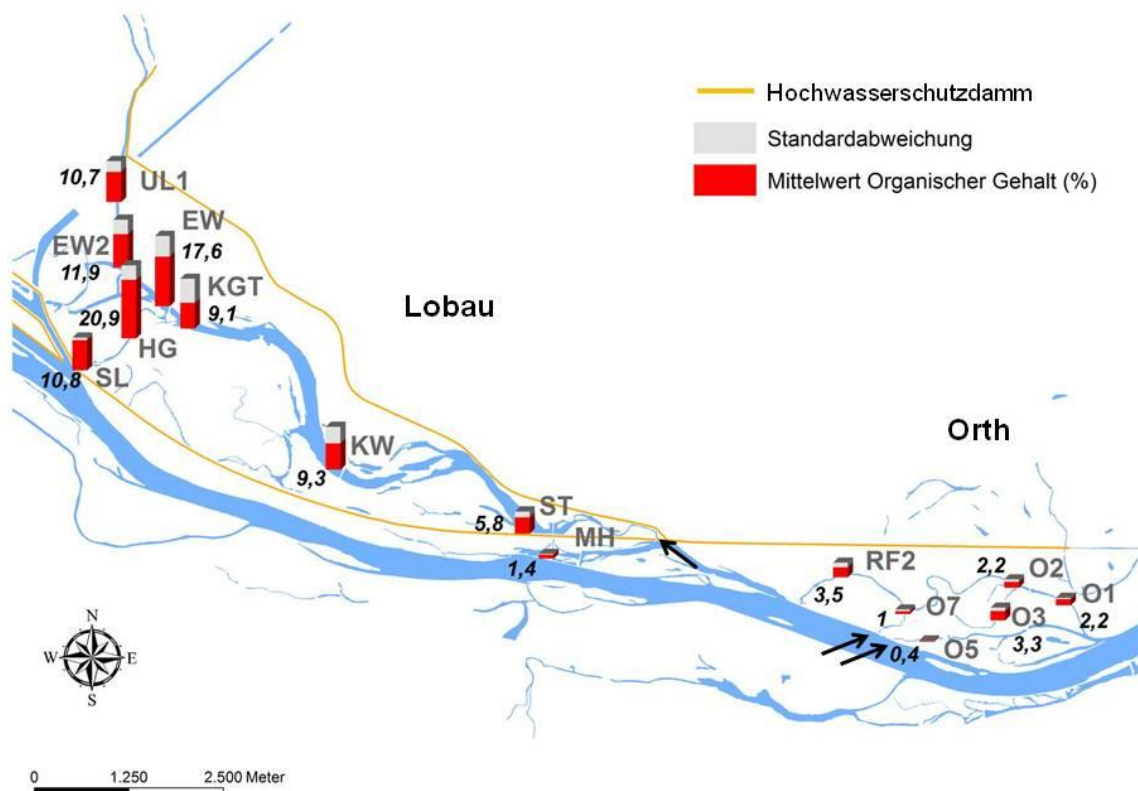 Hochwasserschutzdamm
Standardabweichung
Mittelwert Organischer Gehalt (%)
10,7
UL1
EW
EW2
17,6
11,9
KGT
20,9
9,1
HG
SL
10,8
Lobau
Orth
KW
9,3
ST
5,8
MH
1,4
RF2
3,5
2,2
O2
O7
1
O3
O1
2,2
3,3
O5
0,4
N
W
E
S
0
1.250
2.500 Meter